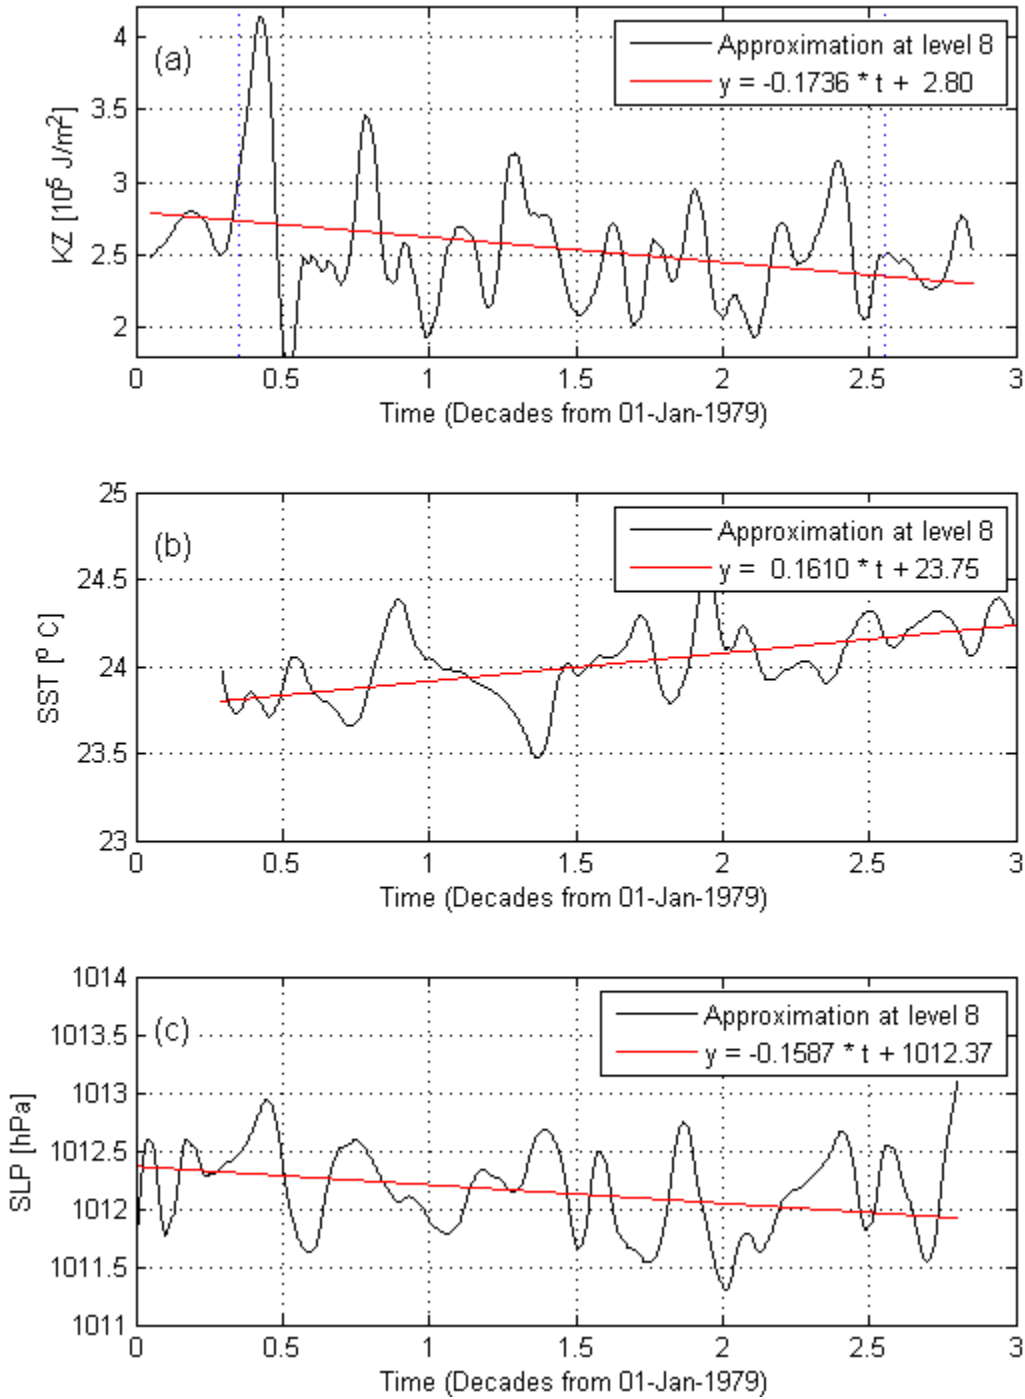 (a)
Approximation at level 8
y = -0.1736 * t + 2.80
KZ [10⁵ J/m²]
4
3.5
3
2.5
2
0 0.5 1 1.5 2 2.5 3
Time (Decades from 01-Jan-1979)
(b)
Approximation at level 8
y = 0.1610 * t + 23.75
SST [º C]
25
24.5
24
23.5
23
0 0.5 1 1.5 2 2.5 3
Time (Decades from 01-Jan-1979)
(c)
Approximation at level 8
y = -0.1587 * t + 1012.37
SLP [hPa]
1014
1013.5
1013
1012.5
1012
1011.5
1011
0 0.5 1 1.5 2 2.5 3
Time (Decades from 01-Jan-1979)